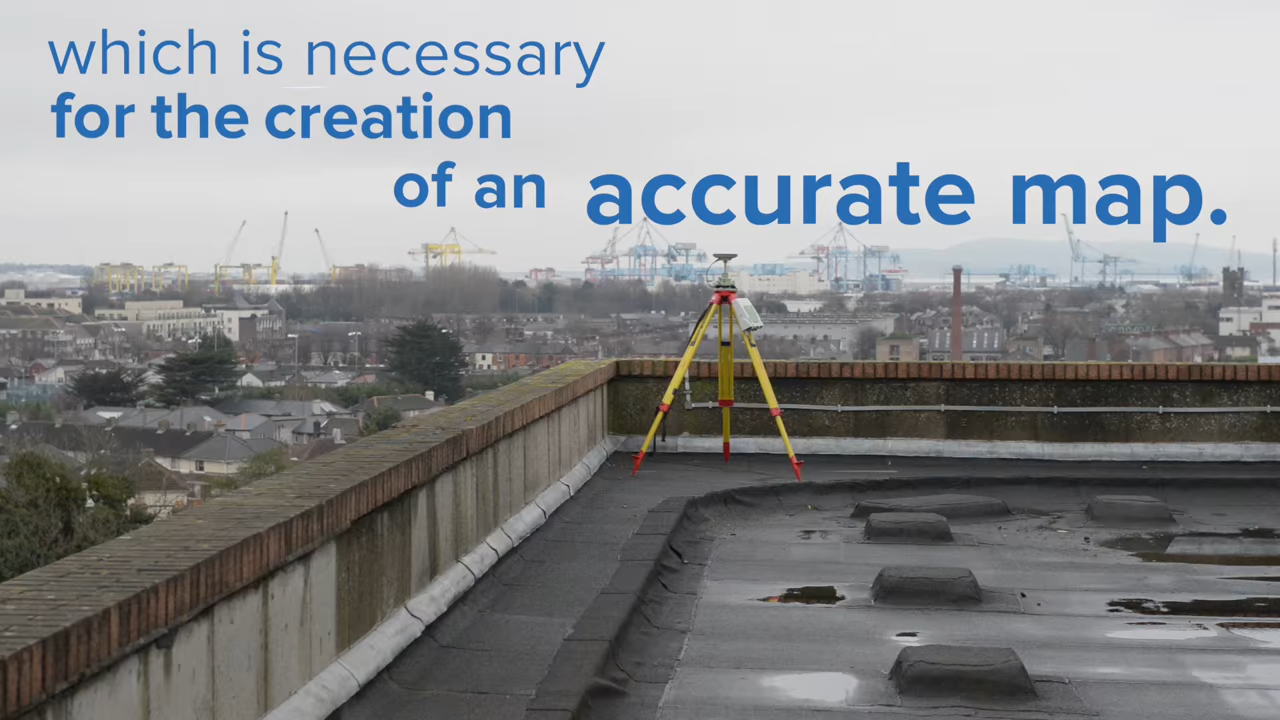 which is necessary
for the creation
of an accurate map.